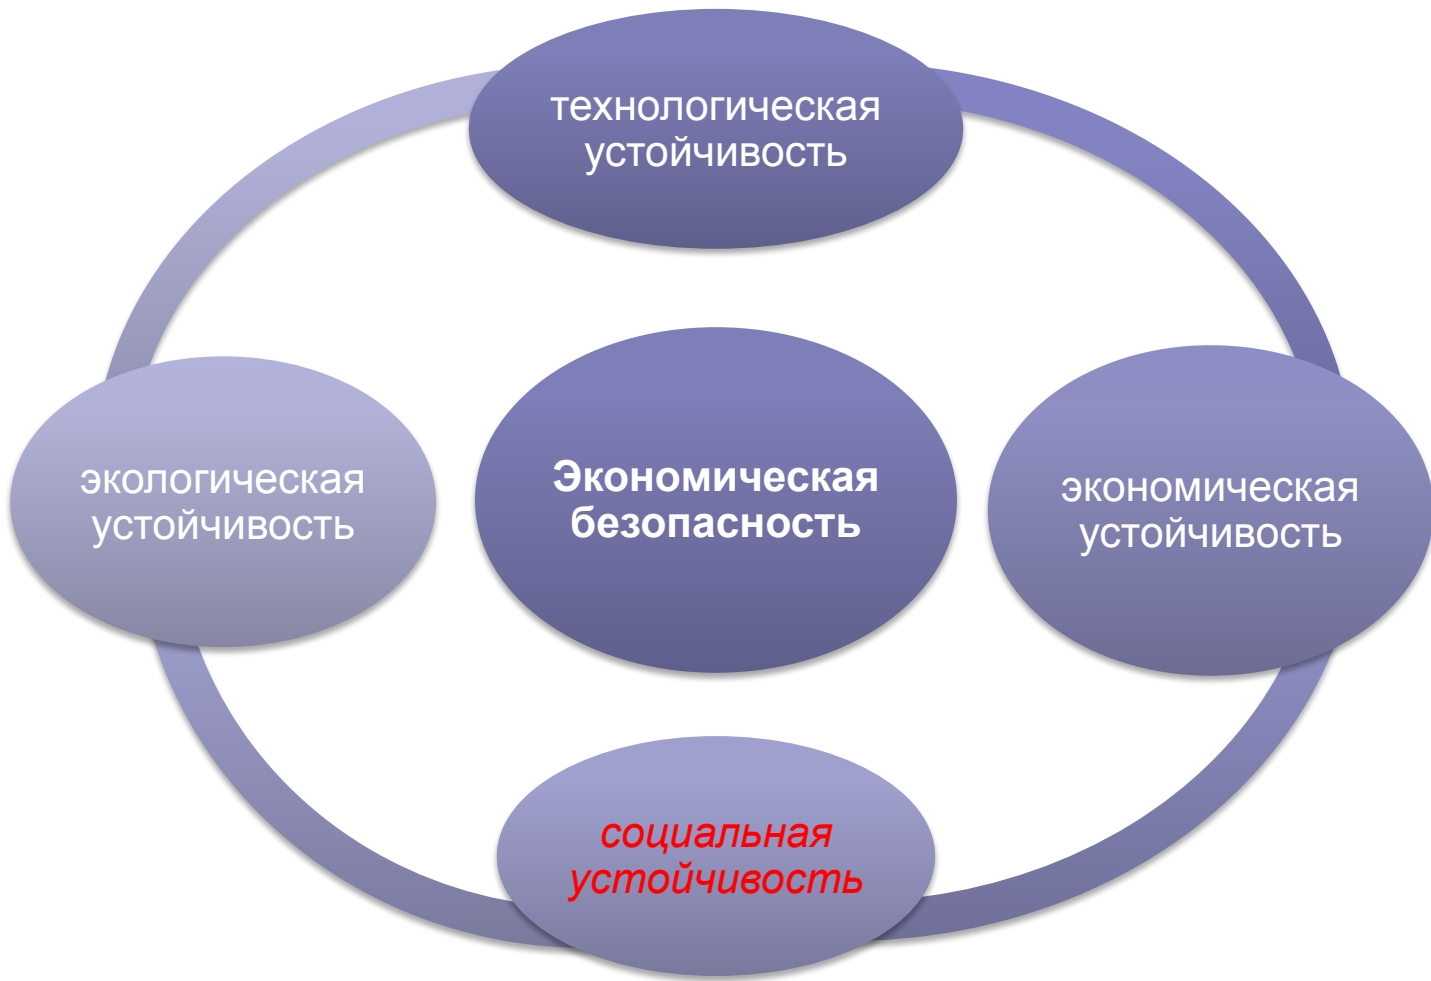 технологическая
устойчивость
экологическая
устойчивость
Экономическая
безопасность
экономическая
устойчивость
социальная
устойчивость